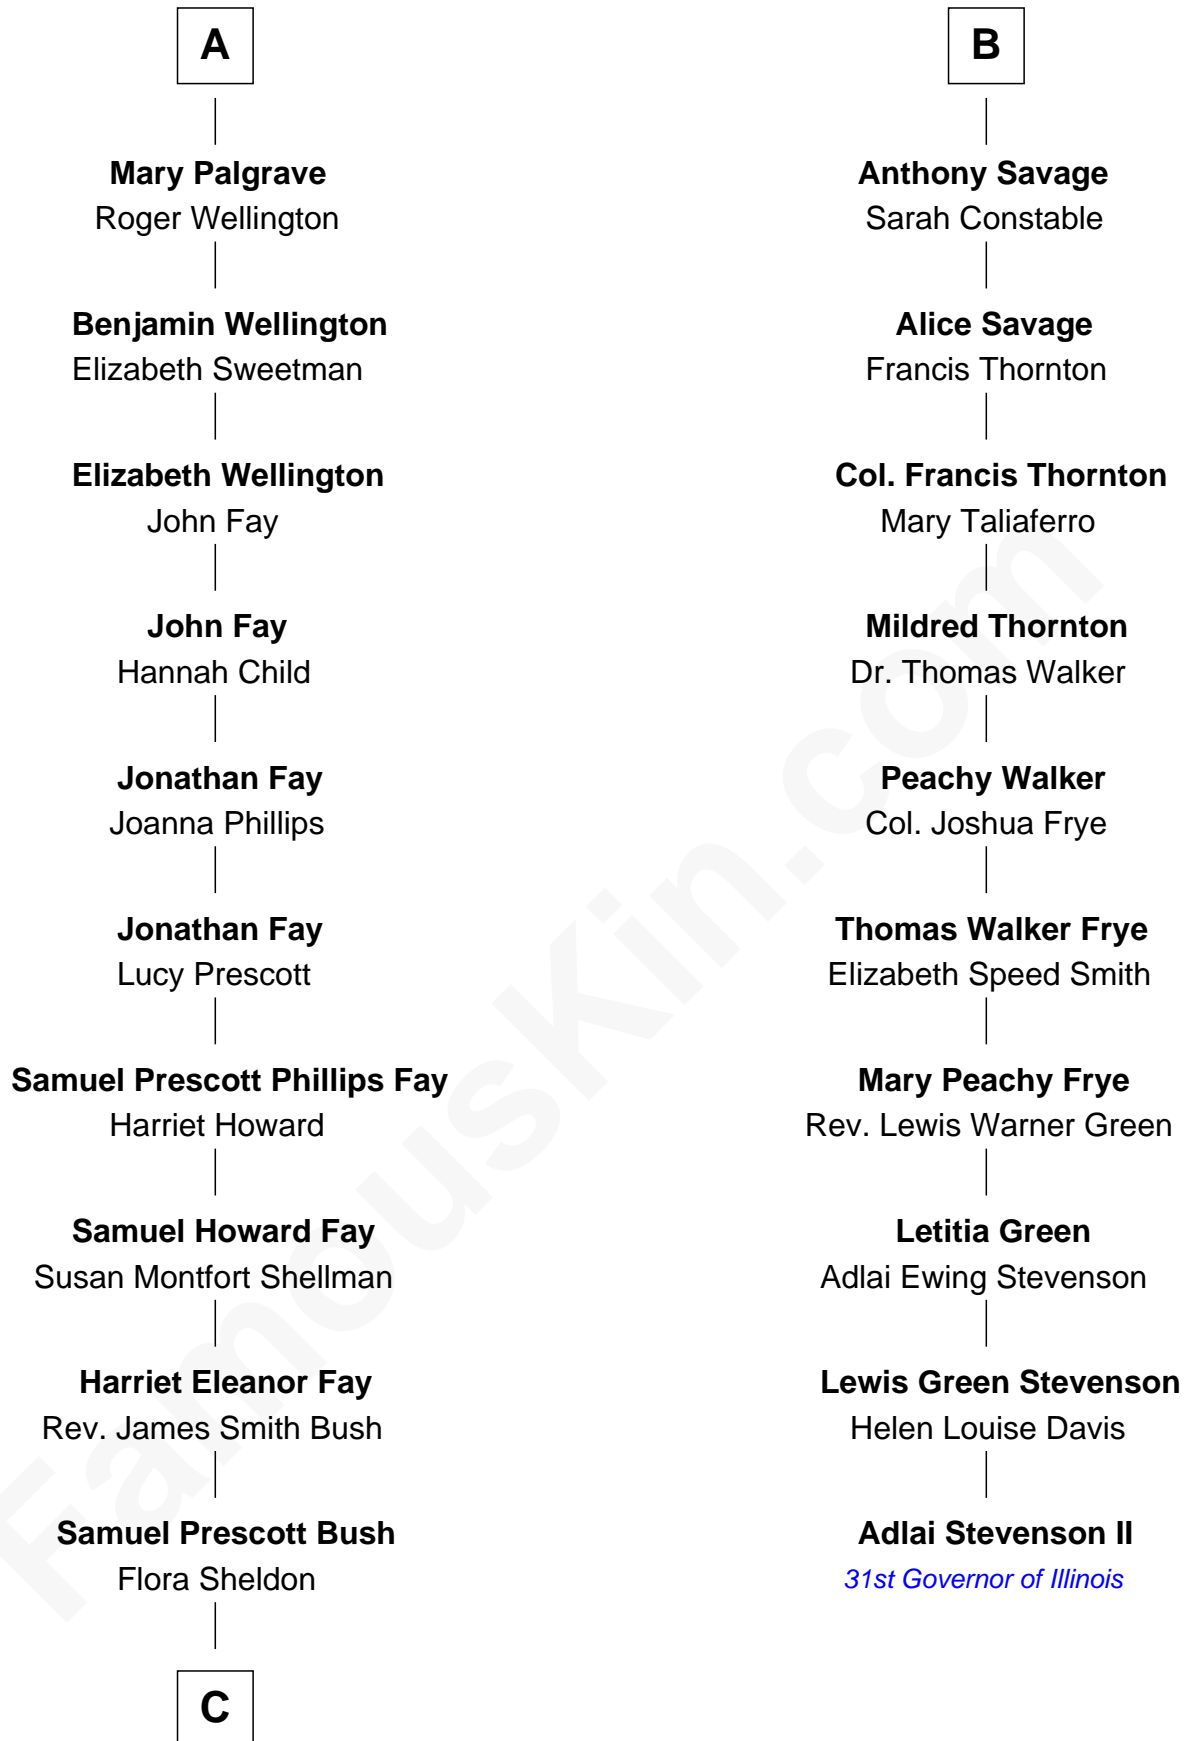 A
Mary Palgrave
Roger Wellington
Benjamin Wellington
Elizabeth Sweetman
Elizabeth Wellington
John Fay
John Fay
Hannah Child
Jonathan Fay
Joanna Phillips
Jonathan Fay
Lucy Prescott
Samuel Prescott Phillips Fay
Harriet Howard
Samuel Howard Fay
Susan Montfort Shellman
Harriet Eleanor Fay
Rev. James Smith Bush
Samuel Prescott Bush
Flora Sheldon
C
B
Anthony Savage
Sarah Constable
Alice Savage
Francis Thornton
Col. Francis Thornton
Mary Taliaferro
Mildred Thornton
Dr. Thomas Walker
Peachy Walker
Col. Joshua Frye
Thomas Walker Frye
Elizabeth Speed Smith
Mary Peachy Frye
Rev. Lewis Warner Green
Letitia Green
Adlai Ewing Stevenson
Lewis Green Stevenson
Helen Louise Davis
Adlai Stevenson II
31st Governor of Illinois
FamousKin.com